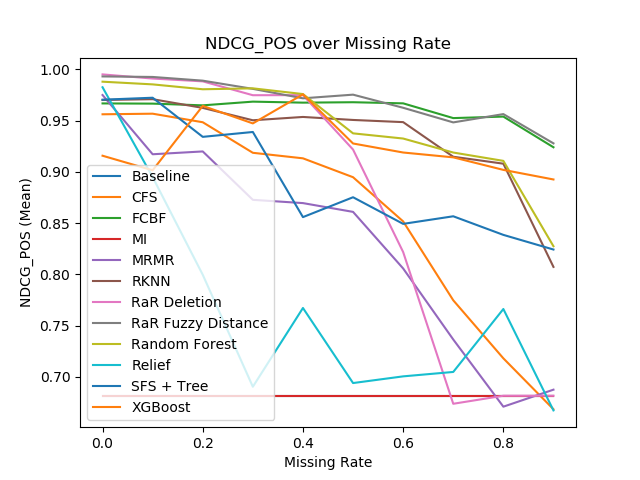 NDCG_POS over Missing Rate
NDCG_POS (Mean)
1.00
0.95
0.90
0.85
0.80
0.75
0.70
Baseline
CFS
FCBF
MI
MRMR
RKNN
RaR Deletion
RaR Fuzzy Distance
Random Forest
Relief
SFS + Tree
XGBoost
0.0 0.2 0.4 0.6 0.8
Missing Rate